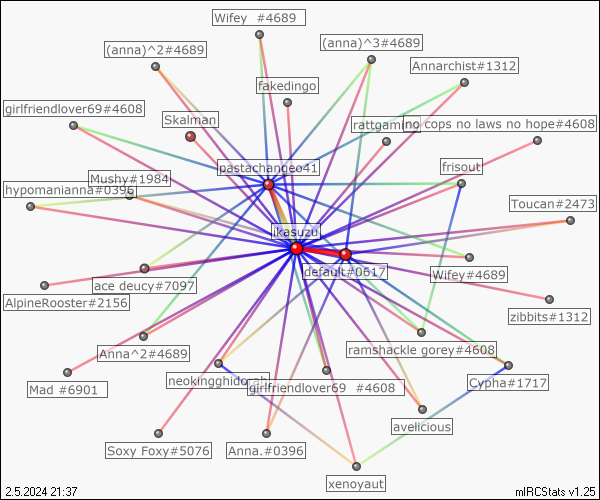 Wifey  #4689
(anna)^2#4689
(anna)^3#4689
Annarchist#1312
fakedingo
girlfriendlover69#4608
Skalman
no cops no laws no hope#4608
pastachangeo41
frisout
Mushy#1984
hypomanianna#0396
Toucan#2473
ikasuzu
default#0617
Wifey#4689
ace deucy#7097
AlpineRooster#2156
zibbits#1312
ramshackle gorey#4608
Anna^2#4689
Cypha#1717
girlfriendlover69  #4608
Mad #6901
avelicious
Soxy Foxy#5076
Anna.#0396
xenoyaut
2.5.2024 21:37
mIRCStats v1.25